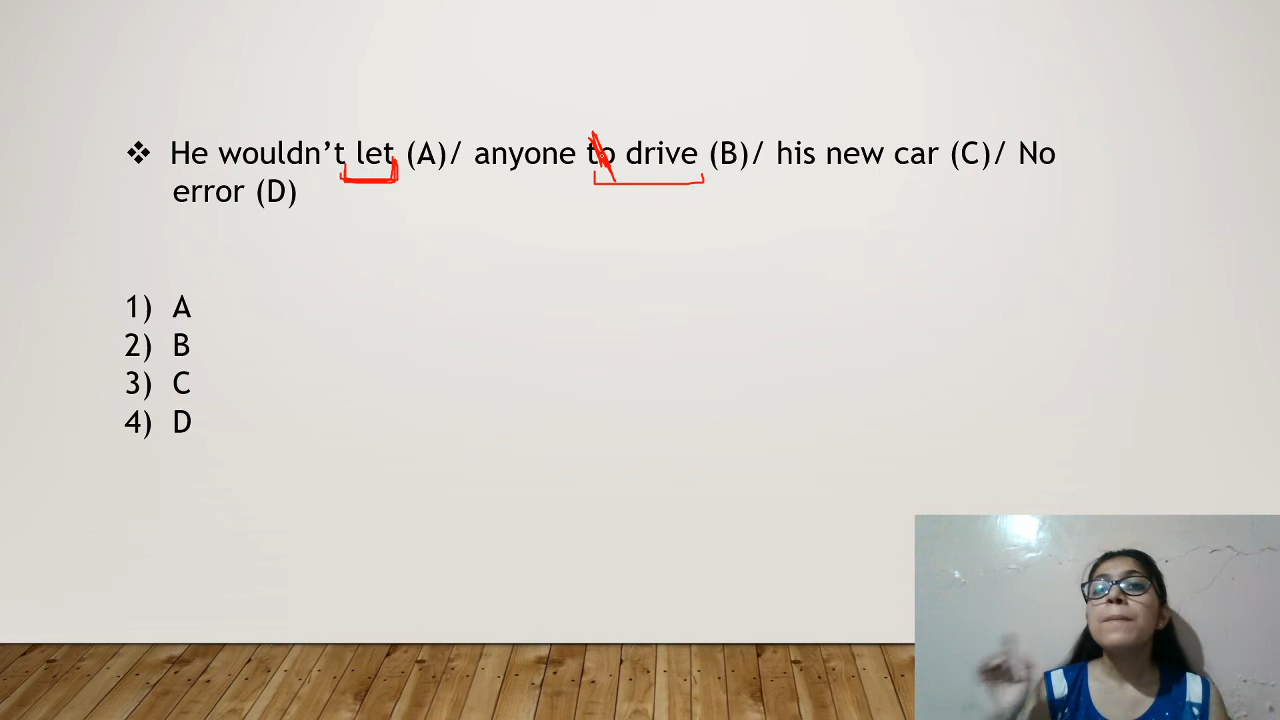 ❖ He wouldn’t let (A)/ anyone to drive (B)/ his new car (C)/ No
error (D)
1) A
2) B
3) C
4) D